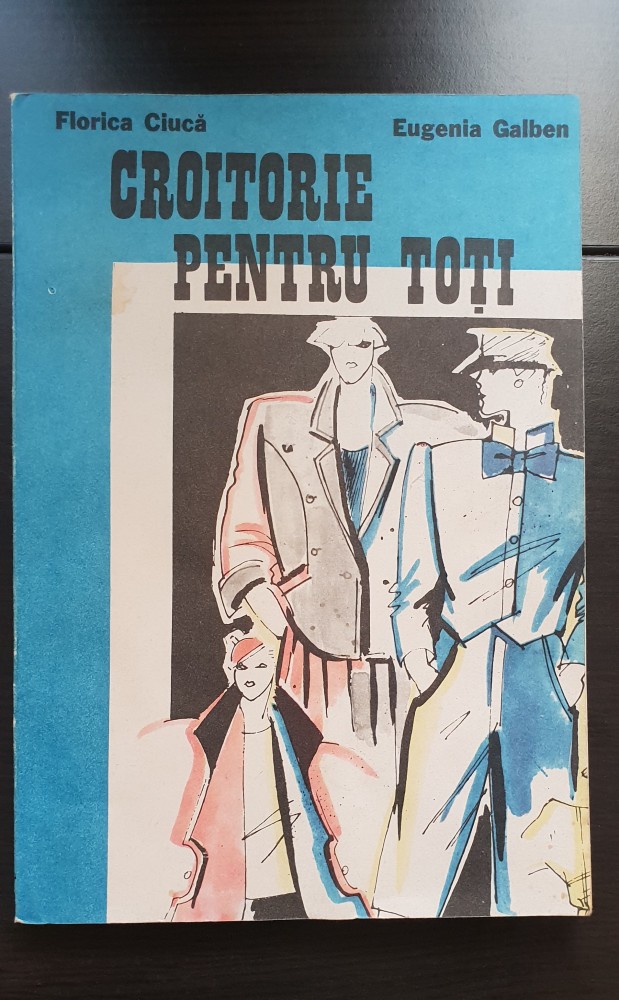 Florica Ciucă
Eugenia Galben
CROITORIE
PENTRU TOȚI